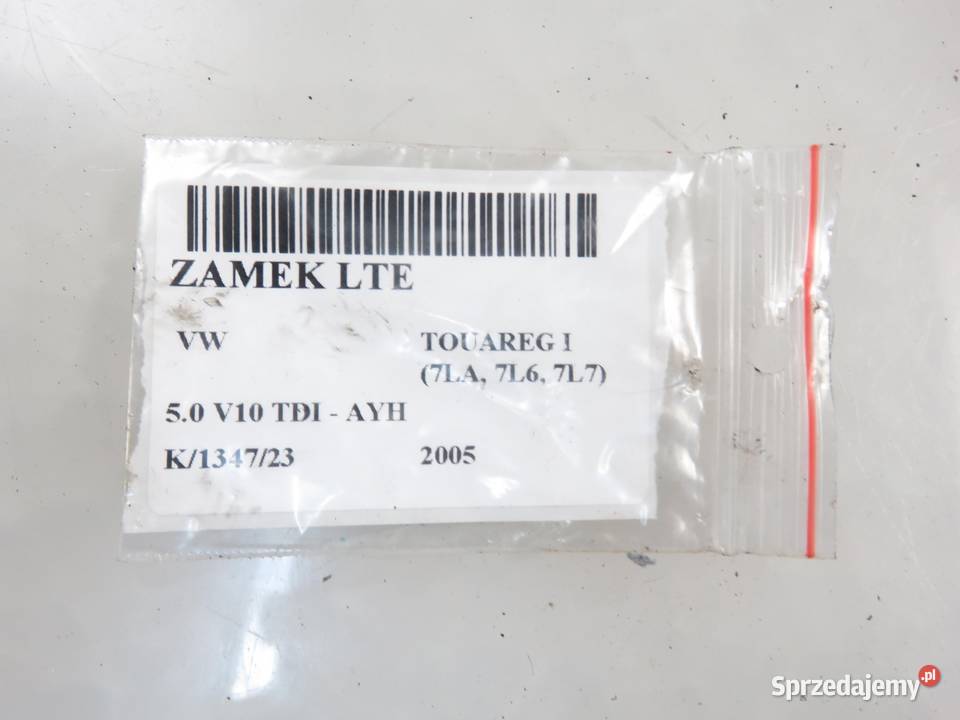 ZAMEK LTE
VW TOUAREG I
(7LA, 7L6, 7L7)
5.0 V10 TDI - AYH
K/1347/23 2005
Sprzedajemy.pl